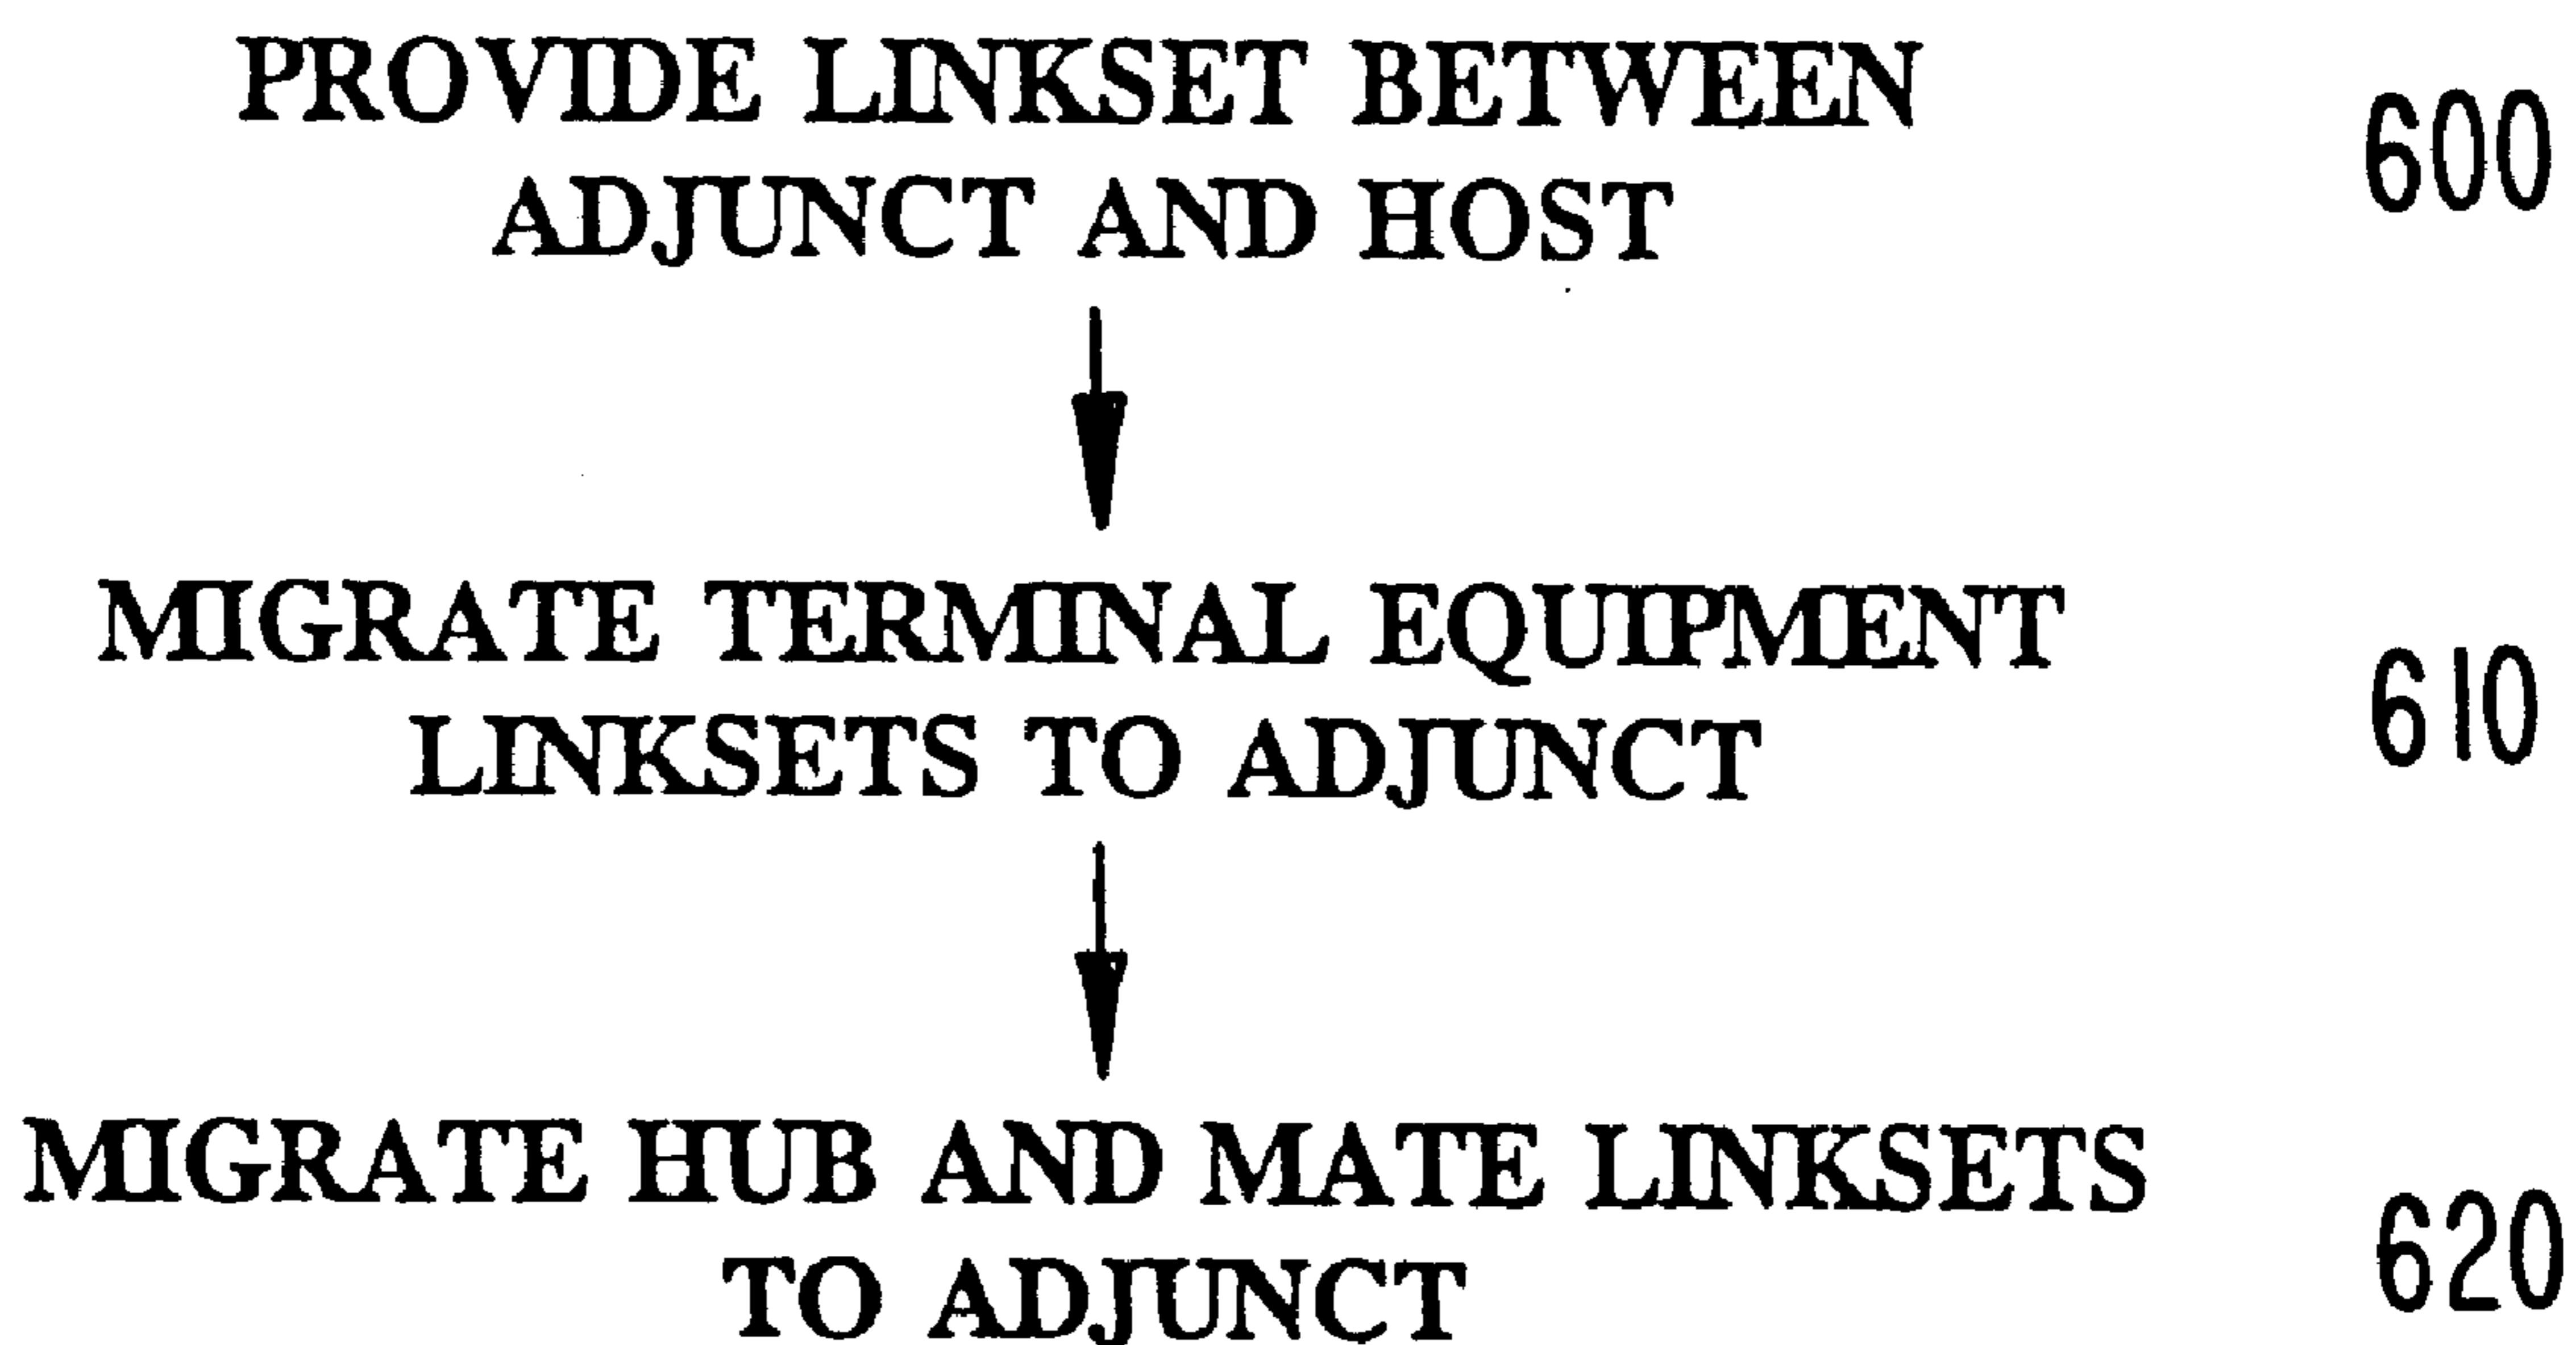 PROVIDE LINKSET BETWEEN
ADJUNCT AND HOST
600
MIGRATE TERMINAL EQUIPMENT
LINKSETS TO ADJUNCT
610
MIGRATE HUB AND MATE LINKSETS
TO ADJUNCT
620